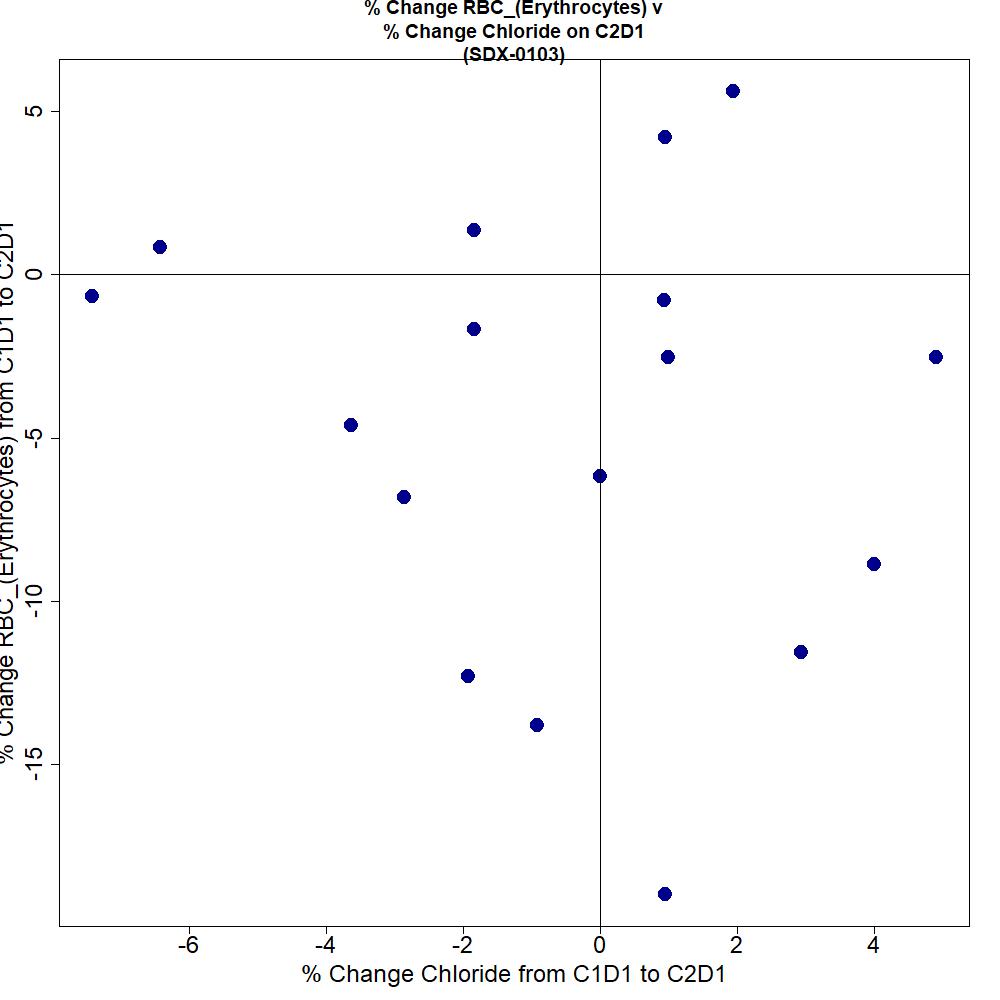 % Change RBC_(Erythrocytes) v
% Change Chloride on C2D1
(SDX-0103)
% Change RBC_(Erythrocytes) from C1D1 to C2D1
5
0
-5
-10
-15
-6
-4
-2
0
2
4
% Change Chloride from C1D1 to C2D1